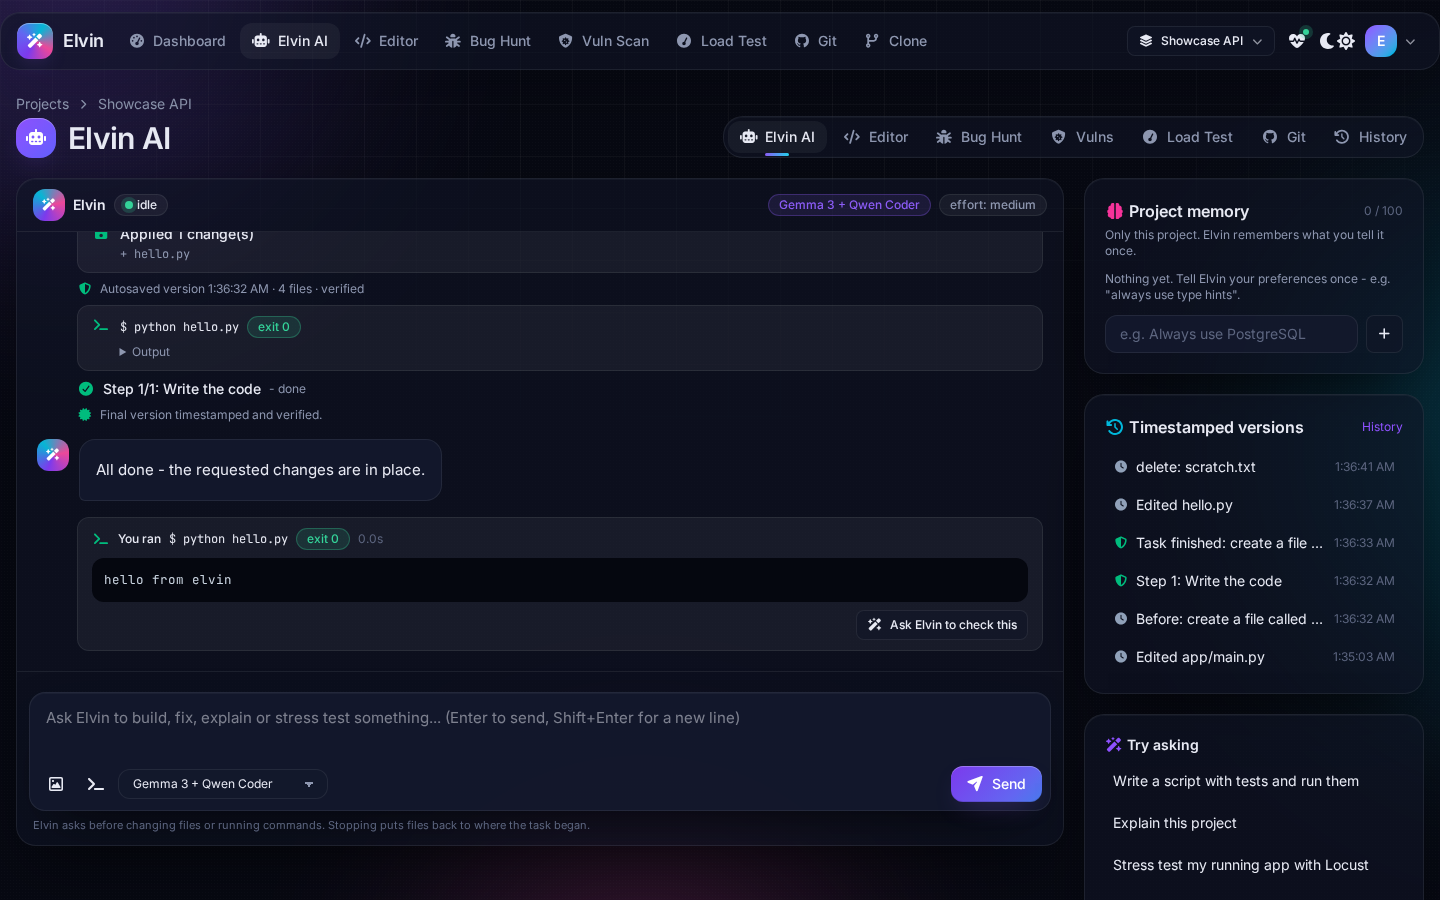 Elvin
Dashboard
Elvin AI
Editor
Bug Hunt
Vuln Scan
Load Test
Git
Clone
Showcase API
E
Projects > Showcase API
Elvin AI
Elvin AI
Editor
Bug Hunt
Vulns
Load Test
Git
History
Elvin
idle
Gemma 3 + Qwen Coder
effort: medium
Applied 1 change(s)
+ hello.py
Autosaved version 1:36:32 AM · 4 files · verified
$ python hello.py exit 0
Output
Step 1/1: Write the code - done
Final version timestamped and verified.
All done - the requested changes are in place.
You ran $ python hello.py exit 0 0.0s
hello from elvin
Ask Elvin to check this
Ask Elvin to build, fix, explain or stress test something... (Enter to send, Shift+Enter for a new line)
Gemma 3 + Qwen Coder
Send
Elvin asks before changing files or running commands. Stopping puts files back to where the task began.
Project memory 0 / 100
Only this project. Elvin remembers what you tell it
once.
Nothing yet. Tell Elvin your preferences once - e.g.
"always use type hints".
e.g. Always use PostgreSQL +
Timestamped versions History
delete: scratch.txt 1:36:41 AM
Edited hello.py 1:36:37 AM
Task finished: create a file ... 1:36:33 AM
Step 1: Write the code 1:36:32 AM
Before: create a file called ... 1:36:32 AM
Edited app/main.py 1:35:03 AM
Try asking
Write a script with tests and run them
Explain this project
Stress test my running app with Locust